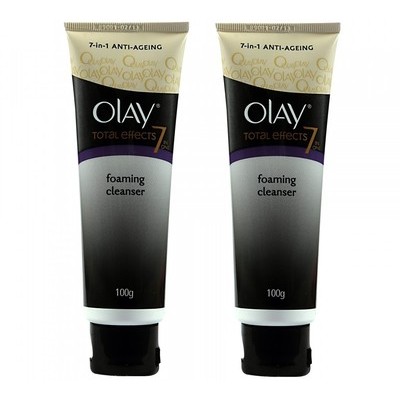 7-in-1 ANTI-AGEING
OLAY®
TOTAL EFFECTS 7
foaming
cleanser
100g
7-in-1 ANTI-AGEING
OLAY®
TOTAL EFFECTS 7
foaming
cleanser
100g